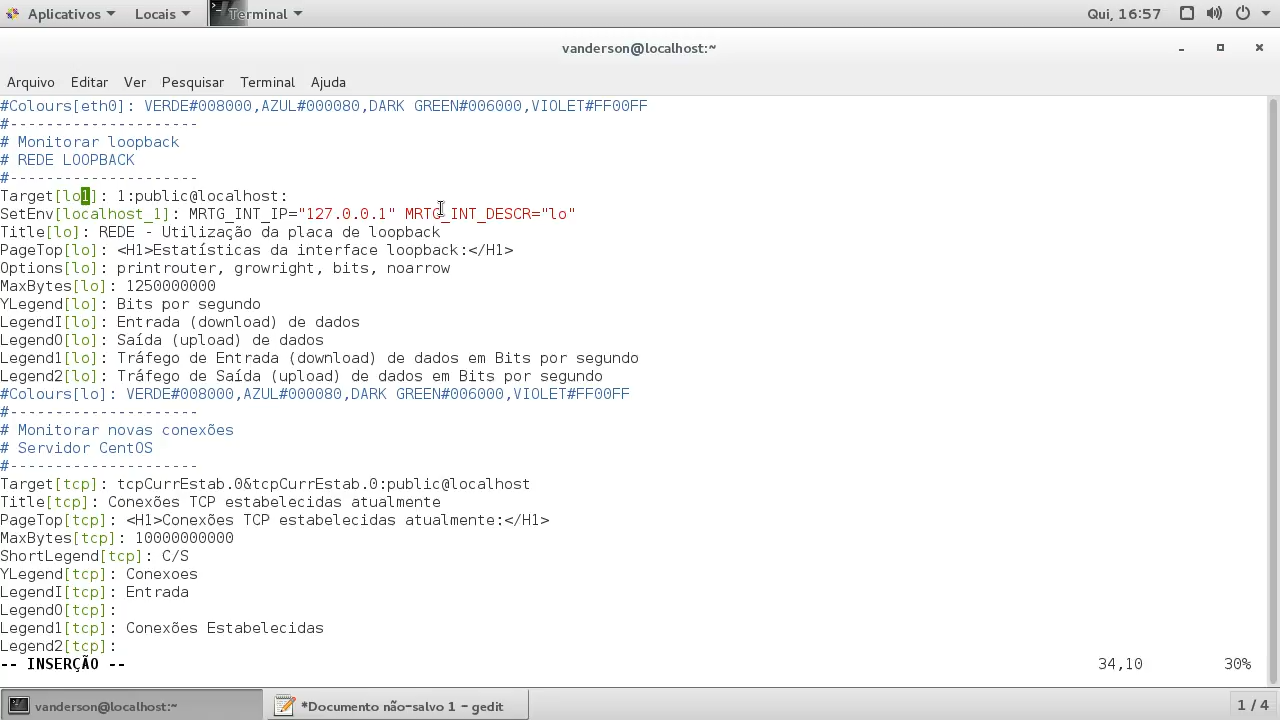 Aplicativos Locais Terminal Qui, 16:57
vanderson@localhost:~
Arquivo Editar Ver Pesquisar Terminal Ajuda
#Colours[eth0]: VERDE#008000,AZUL#000080,DARK GREEN#006000,VIOLET#FF00FF
#---------------------
# Monitorar loopback
# REDE LOOPBACK
#---------------------
Target[lo1]: 1:public@localhost:
SetEnv[localhost_1]: MRTG_INT_IP="127.0.0.1" MRTG_INT_DESCR="lo"
Title[lo]: REDE - Utilização da placa de loopback
PageTop[lo]: <H1>Estatísticas da interface loopback:</H1>
Options[lo]: printrouter, growright, bits, noarrow
MaxBytes[lo]: 1250000000
YLegend[lo]: Bits por segundo
LegendI[lo]: Entrada (download) de dados
LegendO[lo]: Saída (upload) de dados
Legend1[lo]: Tráfego de Entrada (download) de dados em Bits por segundo
Legend2[lo]: Tráfego de Saída (upload) de dados em Bits por segundo
#Colours[lo]: VERDE#008000,AZUL#000080,DARK GREEN#006000,VIOLET#FF00FF
#---------------------
# Monitorar novas conexões
# Servidor CentOS
#---------------------
Target[tcp]: tcpCurrEstab.0&tcpCurrEstab.0:public@localhost
Title[tcp]: Conexões TCP estabelecidas atualmente
PageTop[tcp]: <H1>Conexões TCP estabelecidas atualmente:</H1>
MaxBytes[tcp]: 10000000000
ShortLegend[tcp]: C/S
YLegend[tcp]: Conexoes
LegendI[tcp]: Entrada
LegendO[tcp]:
Legend1[tcp]: Conexões Estabelecidas
Legend2[tcp]:
-- INSERÇÃO -- 34,10 30%
vanderson@localhost:~ *Documento não-salvo 1 - gedit 1 / 4